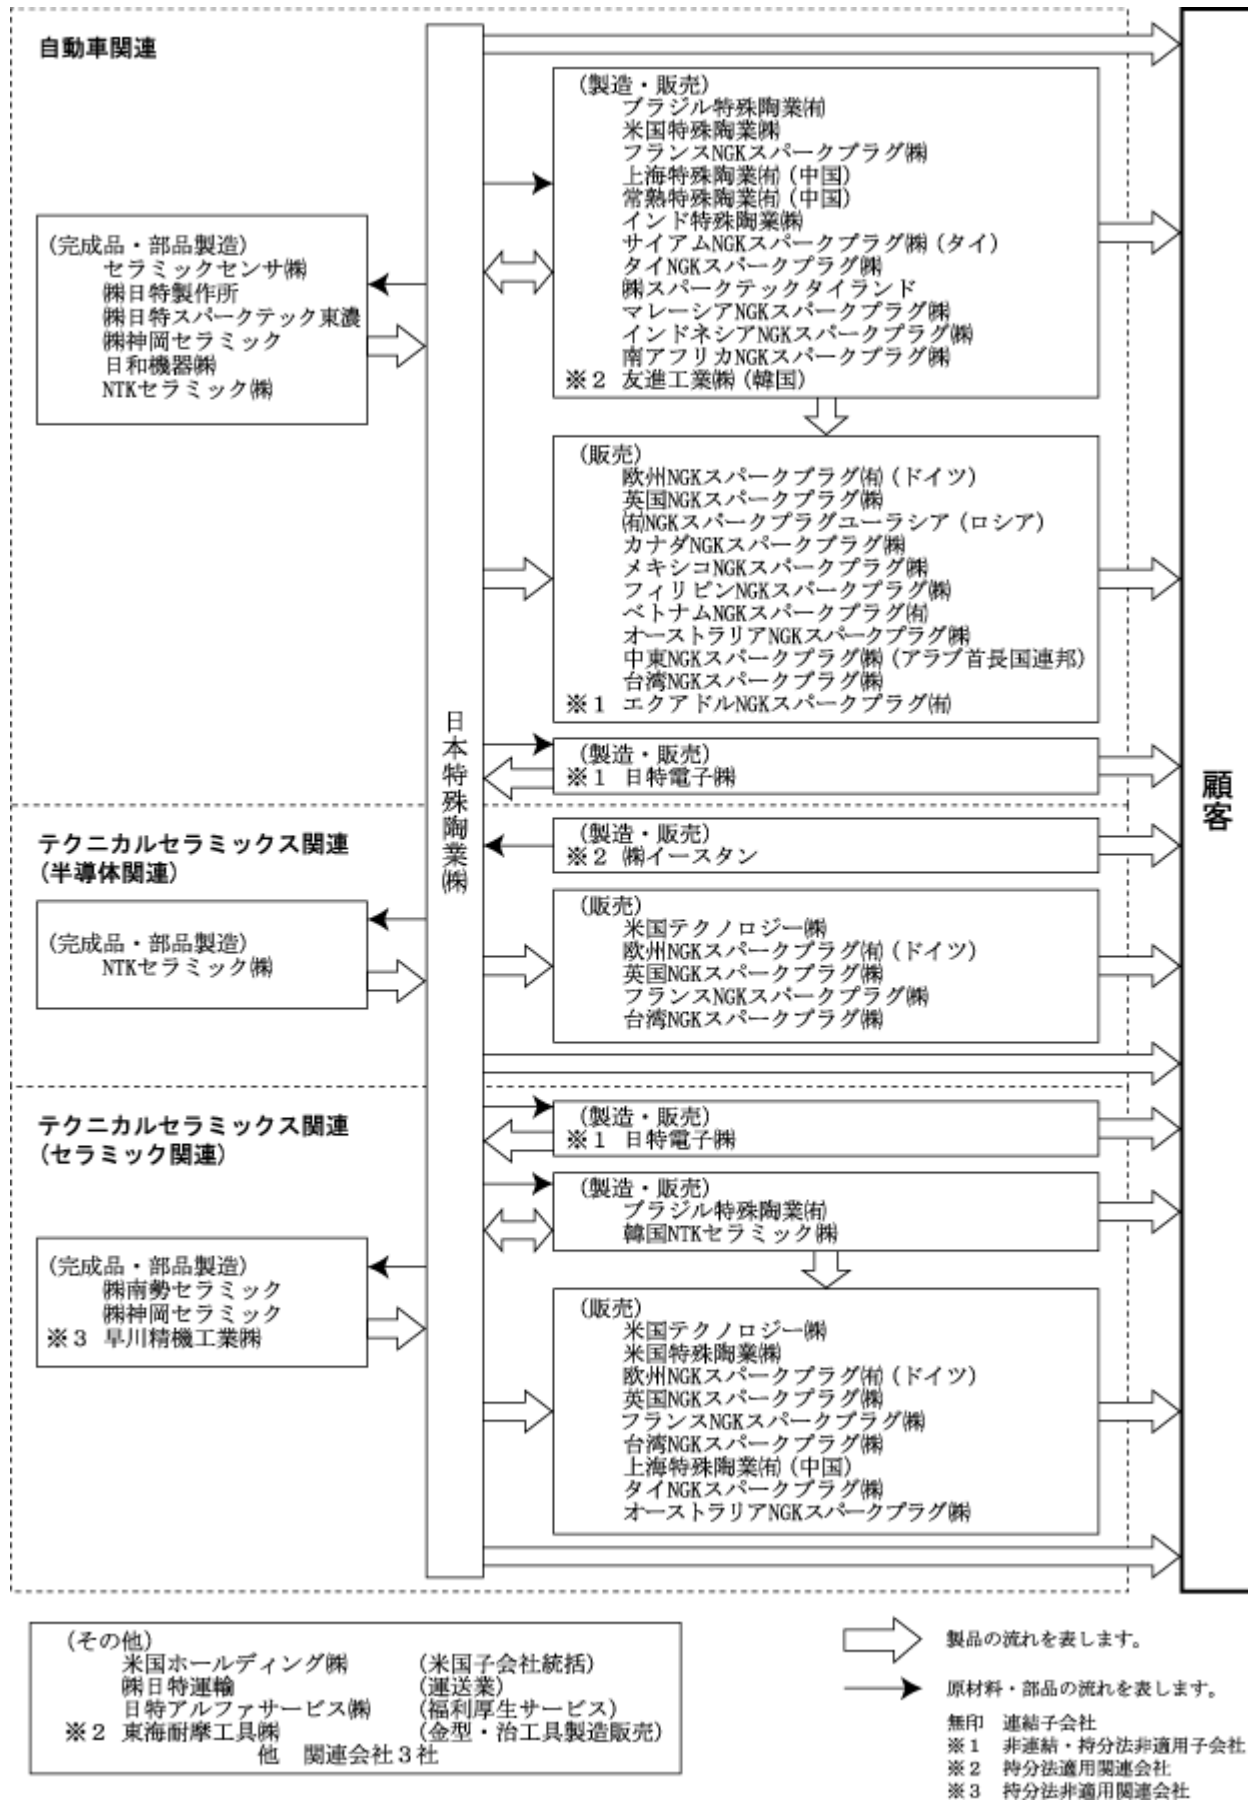 自動車関連
(完成品・部品製造)
セラミックセンサ㈱
㈱日特製作所
㈱日特スパークテック東濃
㈱神岡セラミック
日和機器㈱
NTKセラミック㈱
日本特殊陶業㈱
(製造・販売)
ブラジル特殊陶業㈲
米国特殊陶業㈱
フランスNGKスパークプラグ㈱
上海特殊陶業㈲(中国)
常熟特殊陶業㈲(中国)
インド特殊陶業㈱
サイアムNGKスパークプラグ㈱(タイ)
タイNGKスパークプラグ㈱
㈱スパークテックタイランド
マレーシアNGKスパークプラグ㈱
インドネシアNGKスパークプラグ㈱
南アフリカNGKスパークプラグ㈱
※2 友進工業㈱(韓国)
(販売)
欧州NGKスパークプラグ㈲(ドイツ)
英国NGKスパークプラグ㈱
㈲NGKスパークプラグユーラシア(ロシア)
カナダNGKスパークプラグ㈱
メキシコNGKスパークプラグ㈱
フィリピンNGKスパークプラグ㈱
ベトナムNGKスパークプラグ㈲
オーストラリアNGKスパークプラグ㈱
中東NGKスパークプラグ㈱(アラブ首長国連邦)
台湾NGKスパークプラグ㈱
※1 エクアドルNGKスパークプラグ㈲
(製造・販売)
※1 日特電子㈱
顧客
テクニカルセラミックス関連
(半導体関連)
(完成品・部品製造)
NTKセラミック㈱
(製造・販売)
※2 ㈱イースタン
(販売)
米国テクノロジー㈱
欧州NGKスパークプラグ㈲(ドイツ)
英国NGKスパークプラグ㈱
フランスNGKスパークプラグ㈱
台湾NGKスパークプラグ㈱
テクニカルセラミックス関連
(セラミック関連)
(完成品・部品製造)
㈱南勢セラミック
㈱神岡セラミック
※3 早川精機工業㈱
(製造・販売)
※1 日特電子㈱
(製造・販売)
ブラジル特殊陶業㈲
韓国NTKセラミック㈱
(販売)
米国テクノロジー㈱
米国特殊陶業㈱
欧州NGKスパークプラグ㈲(ドイツ)
英国NGKスパークプラグ㈱
フランスNGKスパークプラグ㈱
台湾NGKスパークプラグ㈱
上海特殊陶業㈲(中国)
タイNGKスパークプラグ㈱
オーストラリアNGKスパークプラグ㈱
(その他)
米国ホールディング㈱ (米国子会社統括)
㈱日特運輸 (運送業)
日特アルファサービス㈱ (福利厚生サービス)
※2 東海耐摩工具㈱ (金型・治工具製造販売)
他 関連会社3社
製品の流れを表します。
原材料・部品の流れを表します。
無印 連結子会社
※1 非連結・持分法非適用子会社
※2 持分法適用関連会社
※3 持分法非適用関連会社